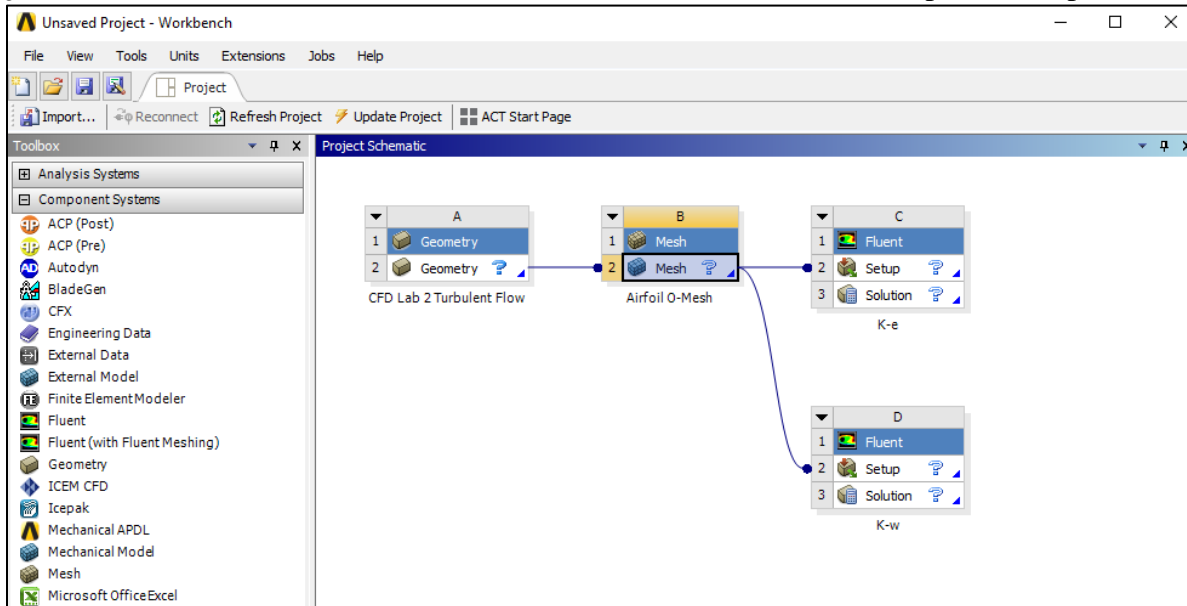 Unsaved Project - Workbench
File View Tools Units Extensions Jobs Help
Project
Import... Reconnect Refresh Project Update Project ACT Start Page
Toolbox
Project Schematic
Analysis Systems
Component Systems
ACP (Post)
ACP (Pre)
Autodyn
BladeGen
CFX
Engineering Data
External Data
External Model
Finite Element Modeler
Fluent
Fluent (with Fluent Meshing)
Geometry
ICEM CFD
Icepak
Mechanical APDL
Mechanical Model
Mesh
Microsoft Office Excel
A
1 Geometry
2 Geometry ?
CFD Lab 2 Turbulent Flow
B
1 Mesh
2 Mesh ?
Airfoil O-Mesh
C
1 Fluent
2 Setup ?
3 Solution ?
K-e
D
1 Fluent
2 Setup ?
3 Solution ?
K-w